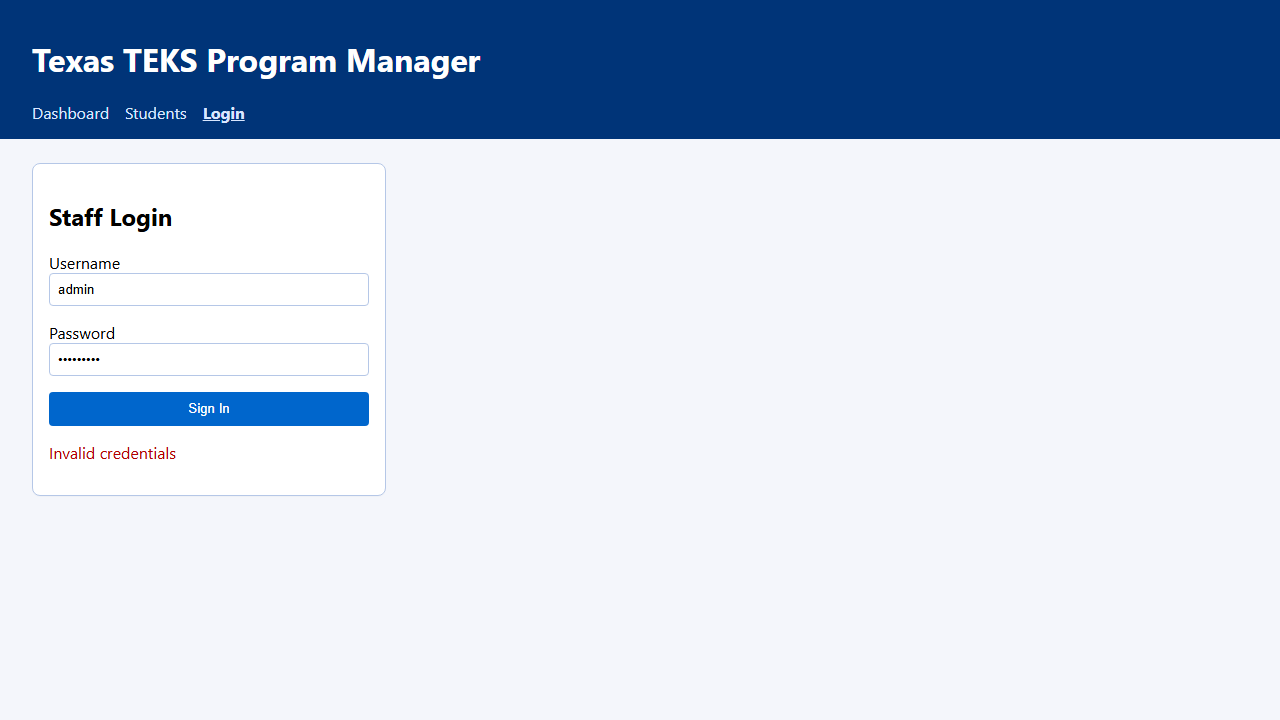 Texas TEKS Program Manager
Dashboard Students Login
Staff Login
Username
admin
Password
•••••••••
Sign In
Invalid credentials